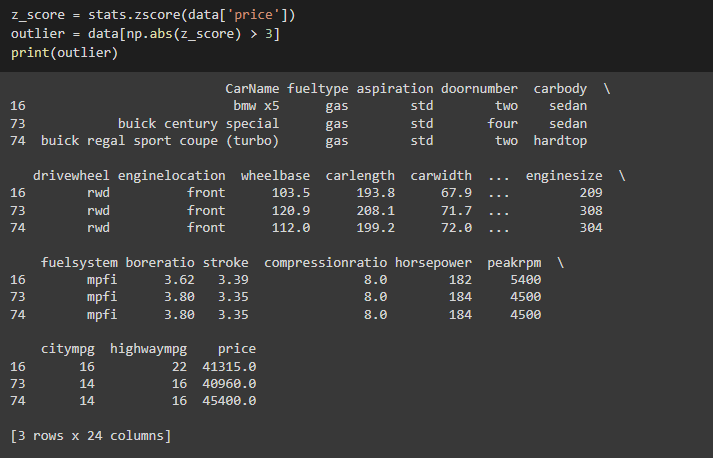 z_score = stats.zscore(data['price'])
outlier = data[np.abs(z_score) > 3]
print(outlier)
CarName fueltype aspiration doornumber carbody \
16 bmw x5 gas std two sedan
73 buick century special gas std four sedan
74 buick regal sport coupe (turbo) gas std two hardtop
drivewheel enginelocation wheelbase carlength carwidth ... enginesize \
16 rwd front 103.5 193.8 67.9 ... 209
73 rwd front 120.9 208.1 71.7 ... 308
74 rwd front 112.0 199.2 72.0 ... 304
fuelsystem boreratio stroke compressionratio horsepower peakrpm \
16 mpfi 3.62 3.39 8.0 182 5400
73 mpfi 3.80 3.35 8.0 184 4500
74 mpfi 3.80 3.35 8.0 184 4500
citympg highwaympg price
16 16 22 41315.0
73 14 16 40960.0
74 14 16 45400.0
[3 rows x 24 columns]